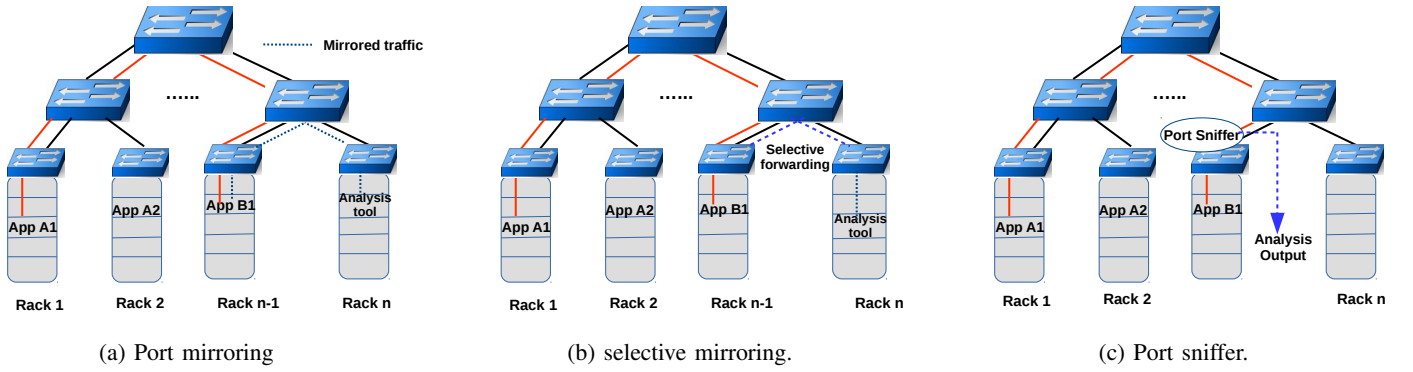 Mirrored traffic
......
App A1
App A2
App B1
Analysis
tool
Rack 1
Rack 2
Rack n-1
Rack n
(a) Port mirroring
......
Selective
forwarding
App A1
App A2
App B1
Analysis
tool
Rack 1
Rack 2
Rack n-1
Rack n
(b) selective mirroring.
......
Port Sniffer
App A1
App A2
App B1
Analysis
Output
Rack 1
Rack 2
Rack n
(c) Port sniffer.